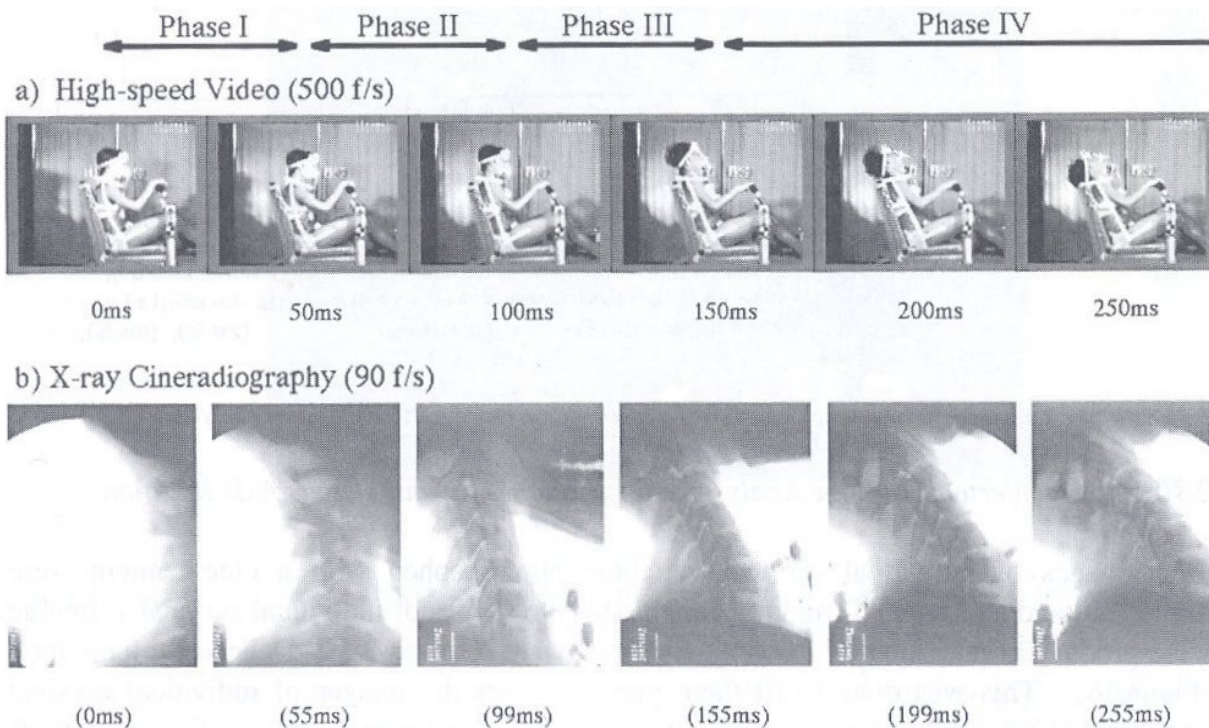 Phase I Phase II Phase III Phase IV
a) High-speed Video (500 f/s)
0ms 50ms 100ms 150ms 200ms 250ms
b) X-ray Cineradiography (90 f/s)
(0ms) (55ms) (99ms) (155ms) (199ms) (255ms)